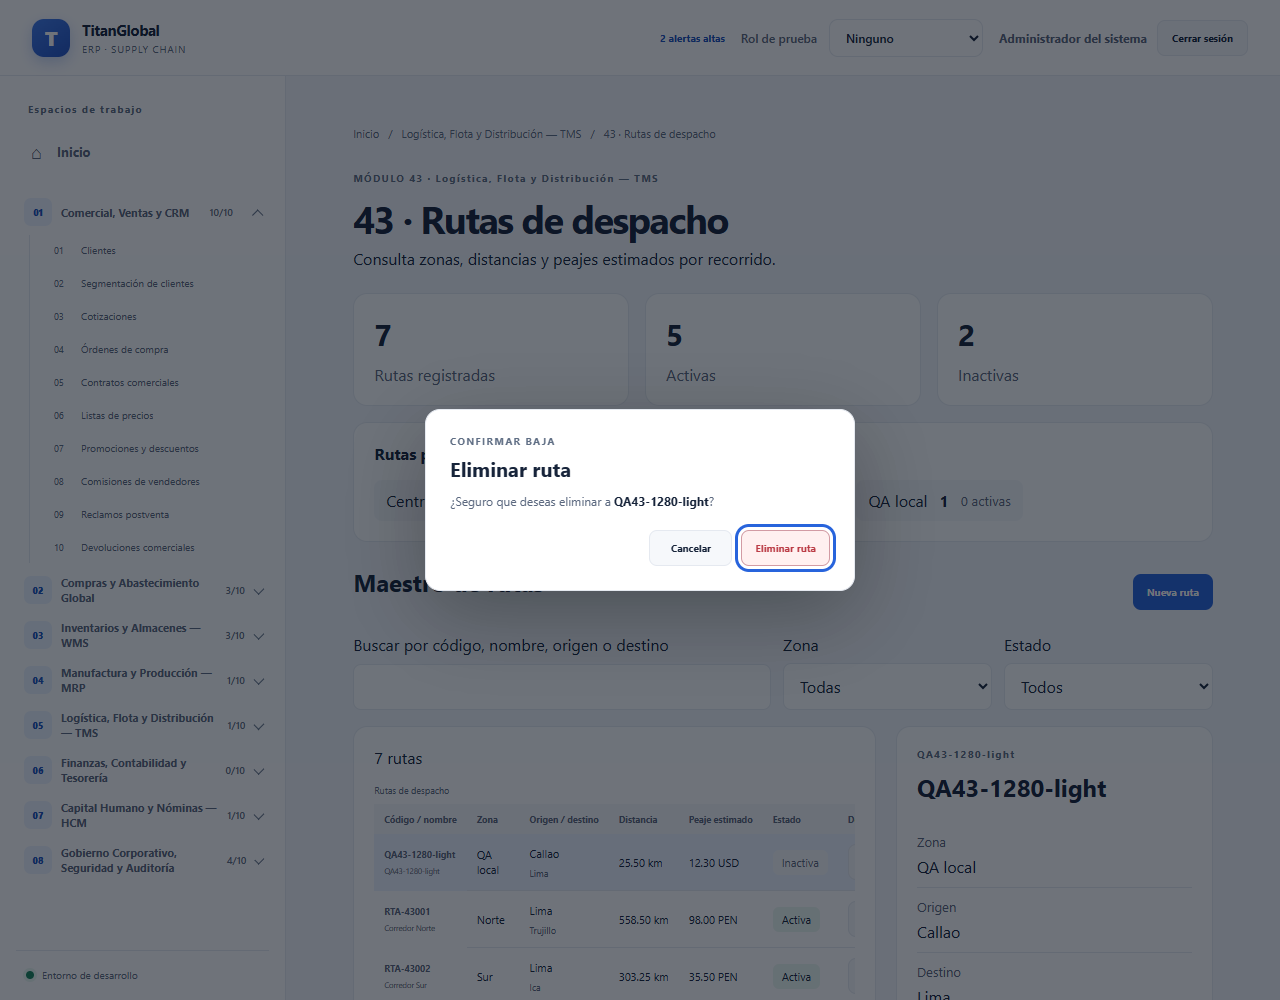 T
TitanGlobal
ERP · SUPPLY CHAIN
2 alertas altas
Rol de prueba
Ninguno
Administrador del sistema
Cerrar sesión
Espacios de trabajo
Inicio
01 Comercial, Ventas y CRM 10/10
01 Clientes
02 Segmentación de clientes
03 Cotizaciones
04 Órdenes de compra
05 Contratos comerciales
06 Listas de precios
07 Promociones y descuentos
08 Comisiones de vendedores
09 Reclamos postventa
10 Devoluciones comerciales
02 Compras y Abastecimiento Global 3/10
03 Inventarios y Almacenes — WMS 3/10
04 Manufactura y Producción — MRP 1/10
05 Logística, Flota y Distribución — TMS 1/10
06 Finanzas, Contabilidad y Tesorería 0/10
07 Capital Humano y Nóminas — HCM 1/10
08 Gobierno Corporativo, Seguridad y Auditoría 4/10
Entorno de desarrollo
Inicio / Logística, Flota y Distribución — TMS / 43 · Rutas de despacho
MÓDULO 43 · Logística, Flota y Distribución — TMS
43 · Rutas de despacho
Consulta zonas, distancias y peajes estimados por recorrido.
7
Rutas registradas
5
Activas
2
Inactivas
Rutas
QA local 1 0 activas
CONFIRMAR BAJA
Eliminar ruta
¿Seguro que deseas eliminar a QA43-1280-light?
Cancelar
Eliminar ruta
Nueva ruta
Buscar por código, nombre, origen o destino
Zona
Todas
Estado
Todos
7 rutas
Rutas de despacho
Código / nombre Zona Origen / destino Distancia Peaje estimado Estado
QA43-1280-light QA local Callao 25.50 km 12.30 USD Inactiva
QA43-1280-light Lima
RTA-43001 Norte Lima 558.50 km 98.00 PEN Activa
Corredor Norte Trujillo
RTA-43002 Sur Lima 303.25 km 35.50 PEN Activa
Corredor Sur Ica
QA43-1280-light
QA43-1280-light
Zona
QA local
Origen
Callao
Destino
Lima